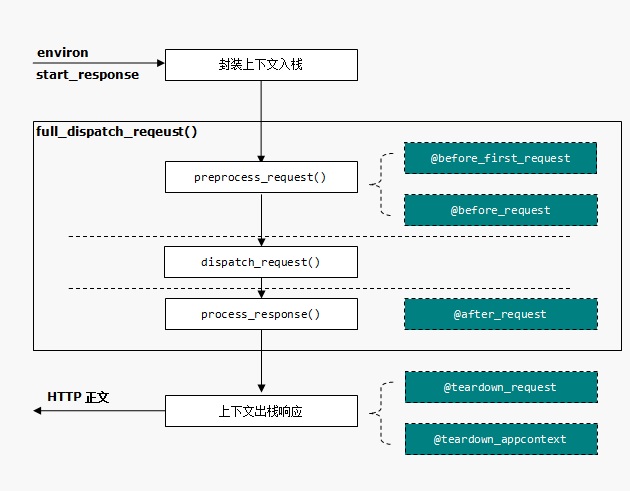 environ
start_response
封装上下文入栈
full_dispatch_reqeust()
preprocess_request()
@before_first_request
@before_request
dispatch_request()
process_response()
@after_request
@teardown_request
HTTP 正文
上下文出栈响应
@teardown_appcontext